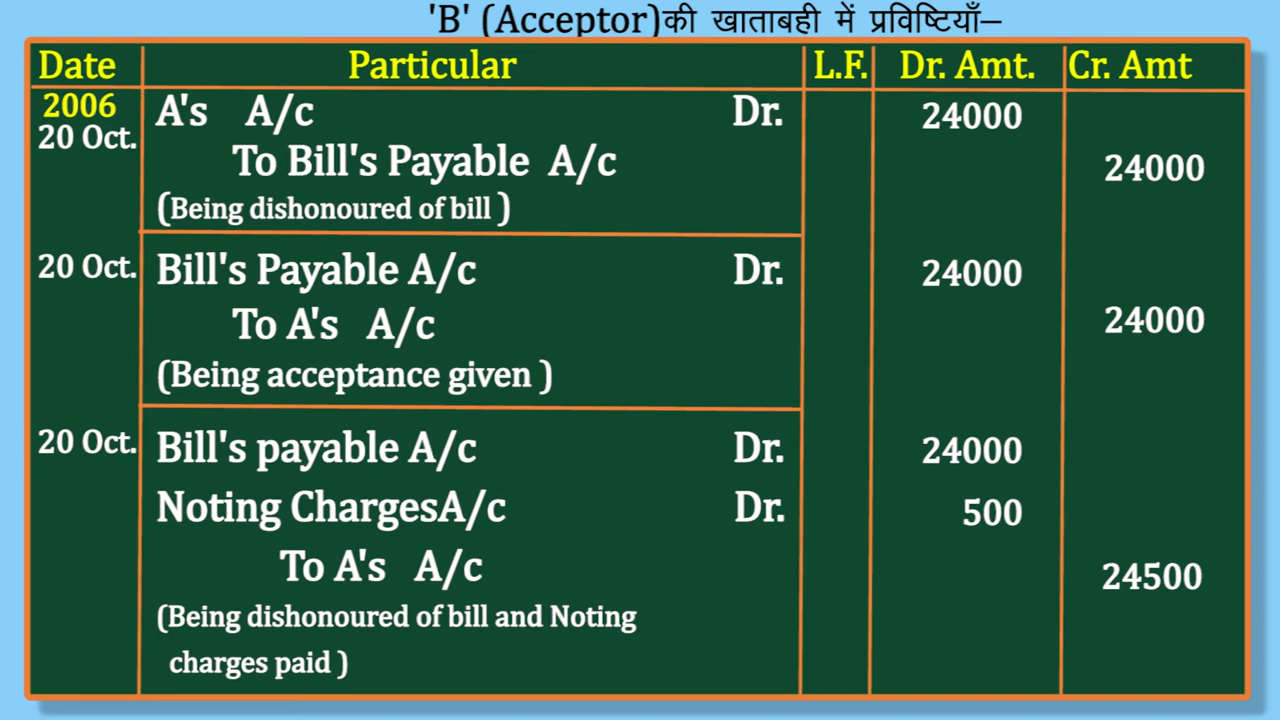 'B' (Acceptor)की खाताबही में प्रविष्टियाँ–
Date Particular L.F. Dr. Amt. Cr. Amt
2006
20 Oct. A's A/c Dr. 24000
To Bill's Payable A/c 24000
(Being dishonoured of bill )
20 Oct. Bill's Payable A/c Dr. 24000
To A's A/c 24000
(Being acceptance given )
20 Oct. Bill's payable A/c Dr. 24000
Noting ChargesA/c Dr. 500
To A's A/c 24500
(Being dishonoured of bill and Noting
charges paid )